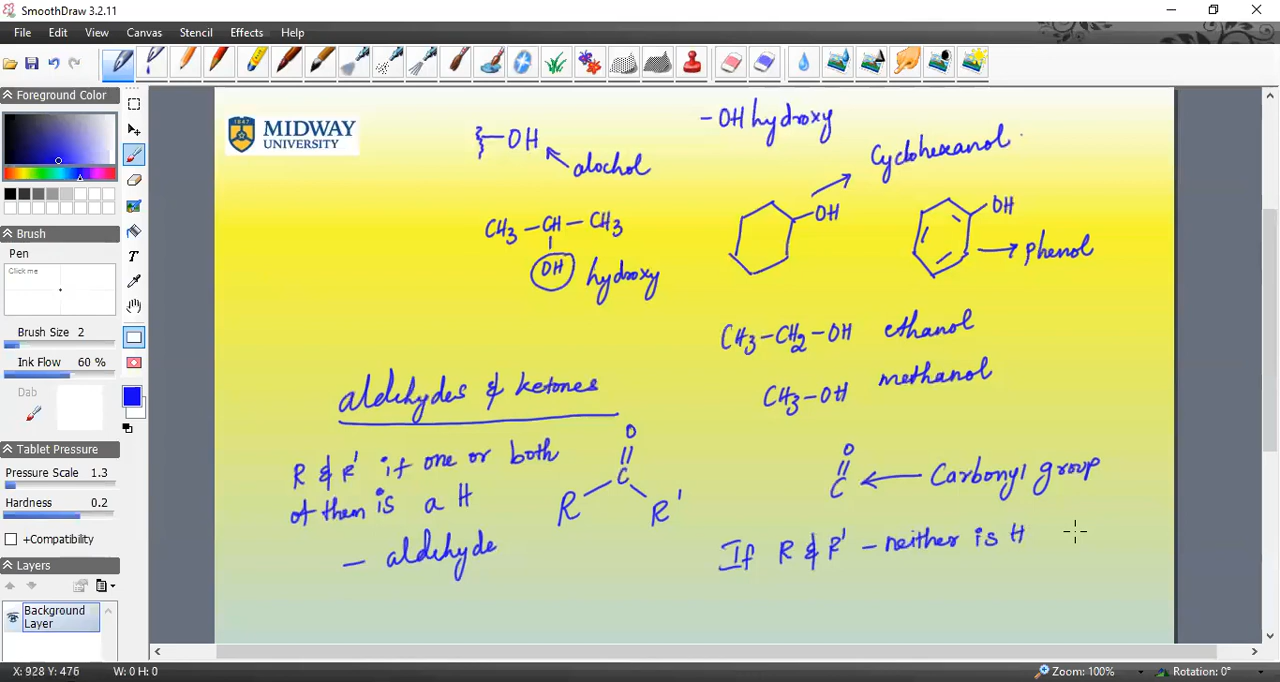 SmoothDraw 3.2.11
File Edit View Canvas Stencil Effects Help
Foreground Color
Brush
Pen
Click me
Brush Size 2
Ink Flow 60 %
Dab
Tablet Pressure
Pressure Scale 1.3
Hardness 0.2
+Compatibility
Layers
Background Layer
1847
MIDWAY
UNIVERSITY
-OH hydroxy
-OH
alochol
Cyclohexanol
CH3-CH-CH3
OH
hydroxy
OH
OH
phenol
CH3-CH2-OH ethanol
CH3-OH methanol
aldehydes & ketones
R & R' if one or both
of them is a H
- aldehyde
O
C
R R'
O
C
Carbonyl group
If R & R' - neither is H
X: 928 Y: 476 W: 0 H: 0 Zoom: 100% Rotation: 0°